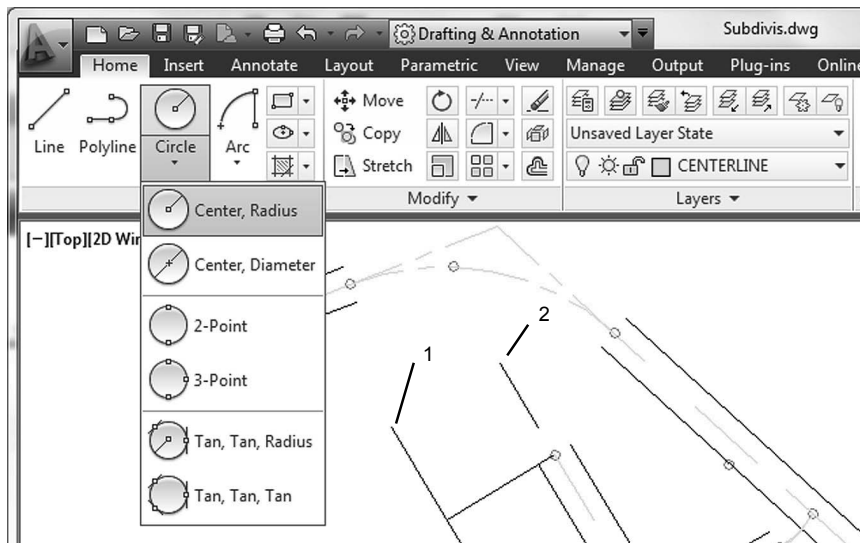 Drafting & Annotation
Subdivis.dwg
Home Insert Annotate Layout Parametric View Manage Output Plug-ins Online
Line Polyline Circle Arc
Move
Copy
Stretch
Unsaved Layer State
CENTERLINE
Modify
Layers
Center, Radius
Center, Diameter
2-Point
3-Point
Tan, Tan, Radius
Tan, Tan, Tan
[−][Top][2D Wir
1
2